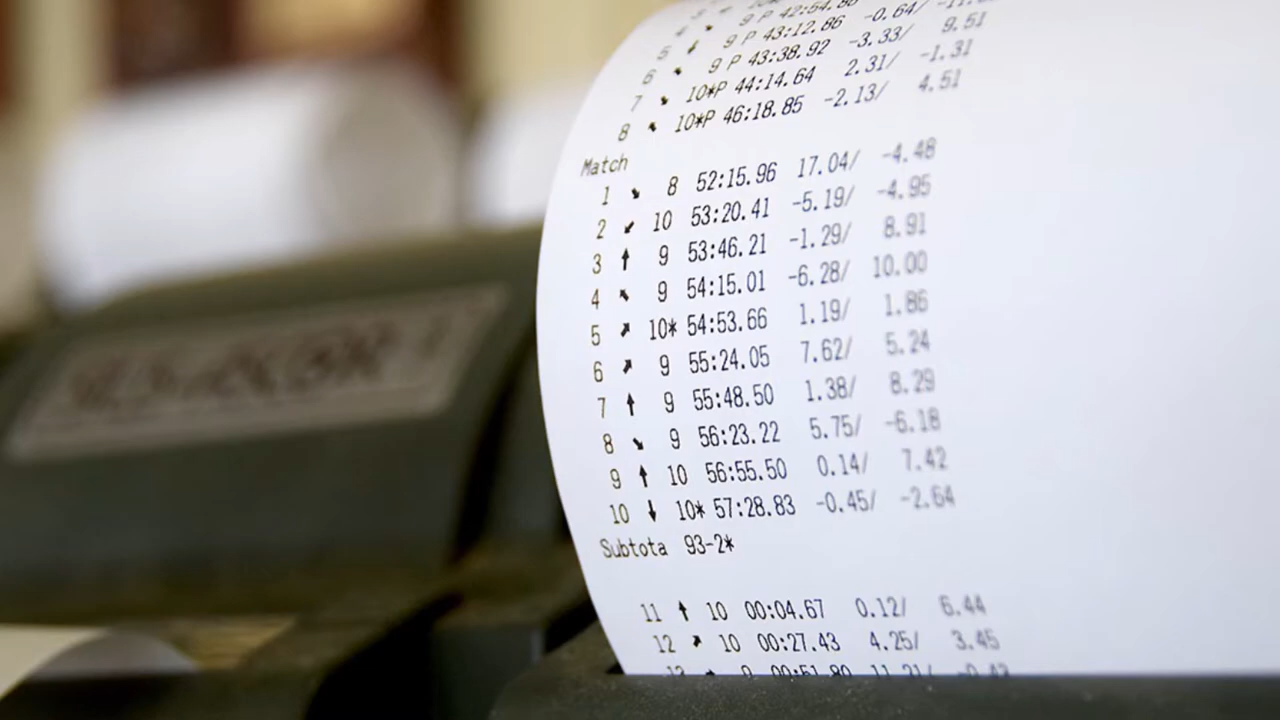 9 P 42:54.86
4 9 P 43:12.86 -0.64/
5 9 P 43:38.92 -3.33/ 9.51
6 10*P 44:14.64 2.31/ -1.31
7 10*P 46:18.85 -2.13/ 4.51
8
Match
1 ↘ 8 52:15.96 17.04/ -4.48
2 ↙ 10 53:20.41 -5.19/ -4.95
3 ↑ 9 53:46.21 -1.29/ 8.91
4 ↖ 9 54:15.01 -6.28/ 10.00
5 ↗ 10* 54:53.66 1.19/ 1.86
6 ↗ 9 55:24.05 7.62/ 5.24
7 ↑ 9 55:48.50 1.38/ 8.29
8 ↘ 9 56:23.22 5.75/ -6.18
9 ↑ 10 56:55.50 0.14/ 7.42
10 ↓ 10* 57:28.83 -0.45/ -2.64
Subtota 93-2*
11 ↑ 10 00:04.67 0.12/ 6.44
12 ↗ 10 00:27.43 4.25/ 3.45